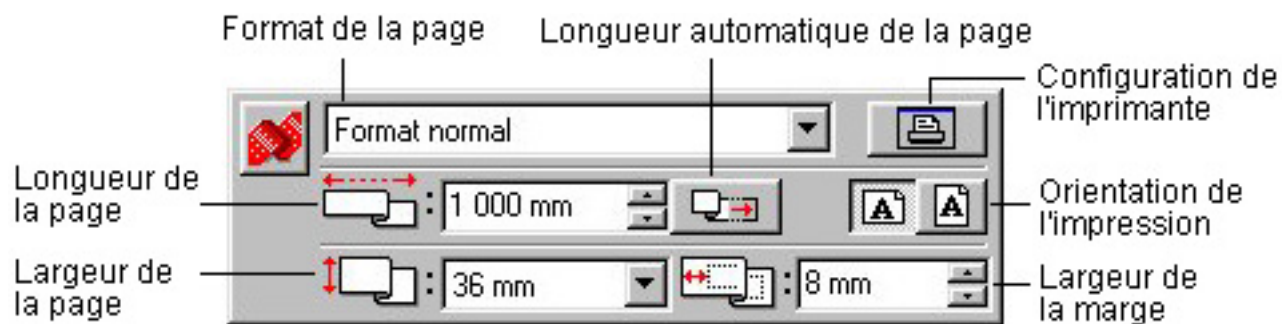 Format de la page
Longueur automatique de la page
Configuration de
l'imprimante
Format normal
Longueur de
la page
: 1 000 mm
A A
Orientation de
l'impression
Largeur de
la page
: 36 mm
: 8 mm
Largeur de
la marge